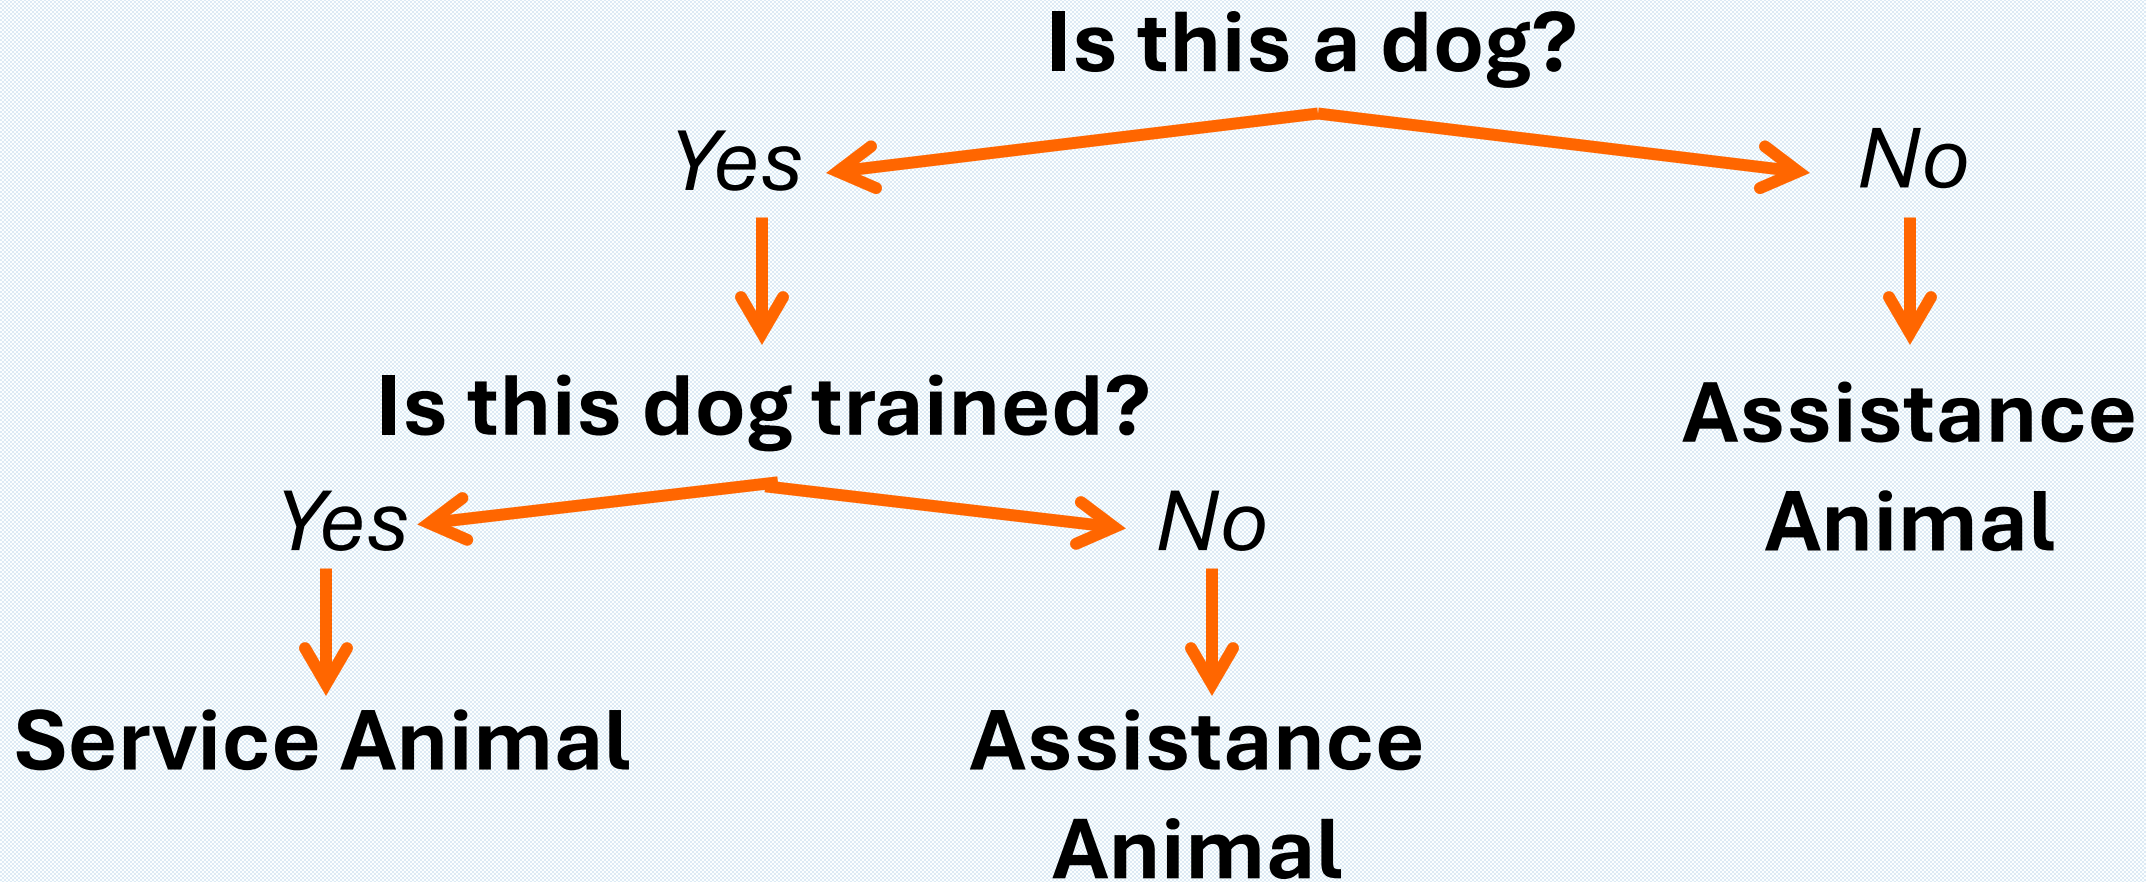 Is this a dog?
Yes
No
Is this dog trained?
Assistance
Animal
Yes
No
Service Animal
Assistance
Animal